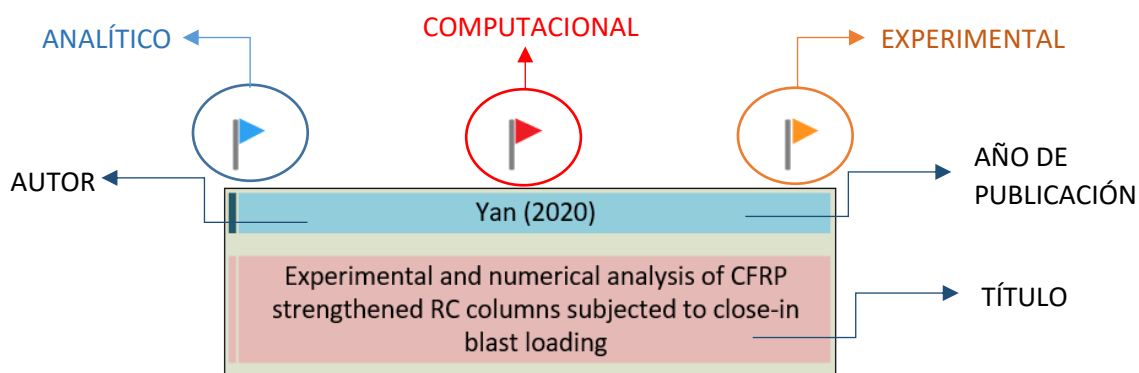 ANALÍTICO
COMPUTACIONAL
EXPERIMENTAL
AUTOR
AÑO DE
PUBLICACIÓN
Yan (2020)
Experimental and numerical analysis of CFRP
strengthened RC columns subjected to close-in
blast loading
TÍTULO